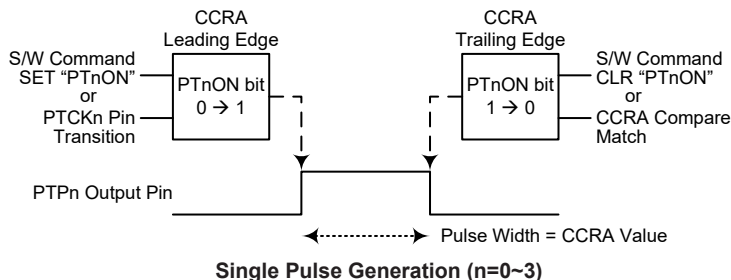 CCRA
Leading Edge
S/W Command
SET “PTnON”
or
PTCKn Pin
Transition
PTnON bit
0 → 1
CCRA
Trailing Edge
PTnON bit
1 → 0
S/W Command
CLR “PTnON”
or
CCRA Compare
Match
PTPn Output Pin
Pulse Width = CCRA Value
Single Pulse Generation (n=0~3)